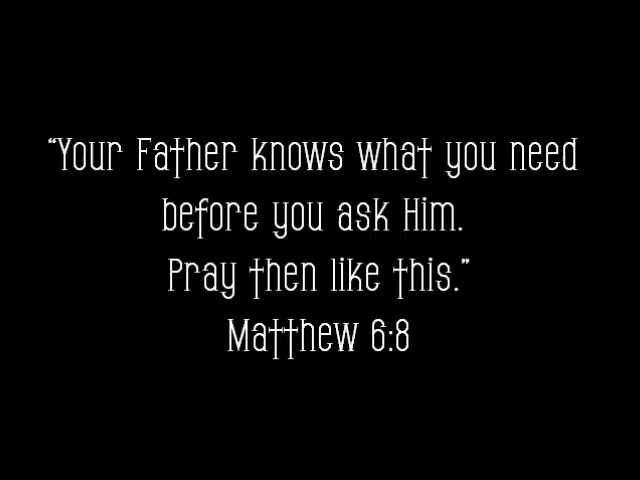 “Your Father knows what you need
before you ask Him.
Pray then like this.”
Matthew 6:8